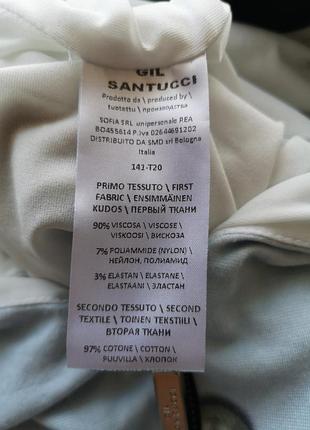 GIL
SANTUCCI
Prodotto da \ produced by \
tuotettu \ производства
SOFIA SRL unipersonale REA
BO455614 P.Iva 02644691202
DISTRIBUITO DA SMD srl Bologna
Italia
141-T20
PRIMO TESSUTO \ FIRST
FABRIC \ ENSIMMÄINEN
KUDOS \ ПЕРВЫЙ ТКАНИ
90% VISCOSA \ VISCOSE \
VISKOOSI \ ВИСКОЗА
7% POLIAMMIDE (NYLON) \
НЕЙЛОН, ПОЛИАМИД
3% ELASTAN \ ELASTANE \
ELASTAANI \ ЭЛАСТАН
SECONDO TESSUTO \ SECOND
TEXTILE \ TOINEN TEKSTIILI \
ВТОРАЯ ТКАНИ
97% COTONE \ COTTON \
PUUVILLA \ ХЛОПОК
GIL